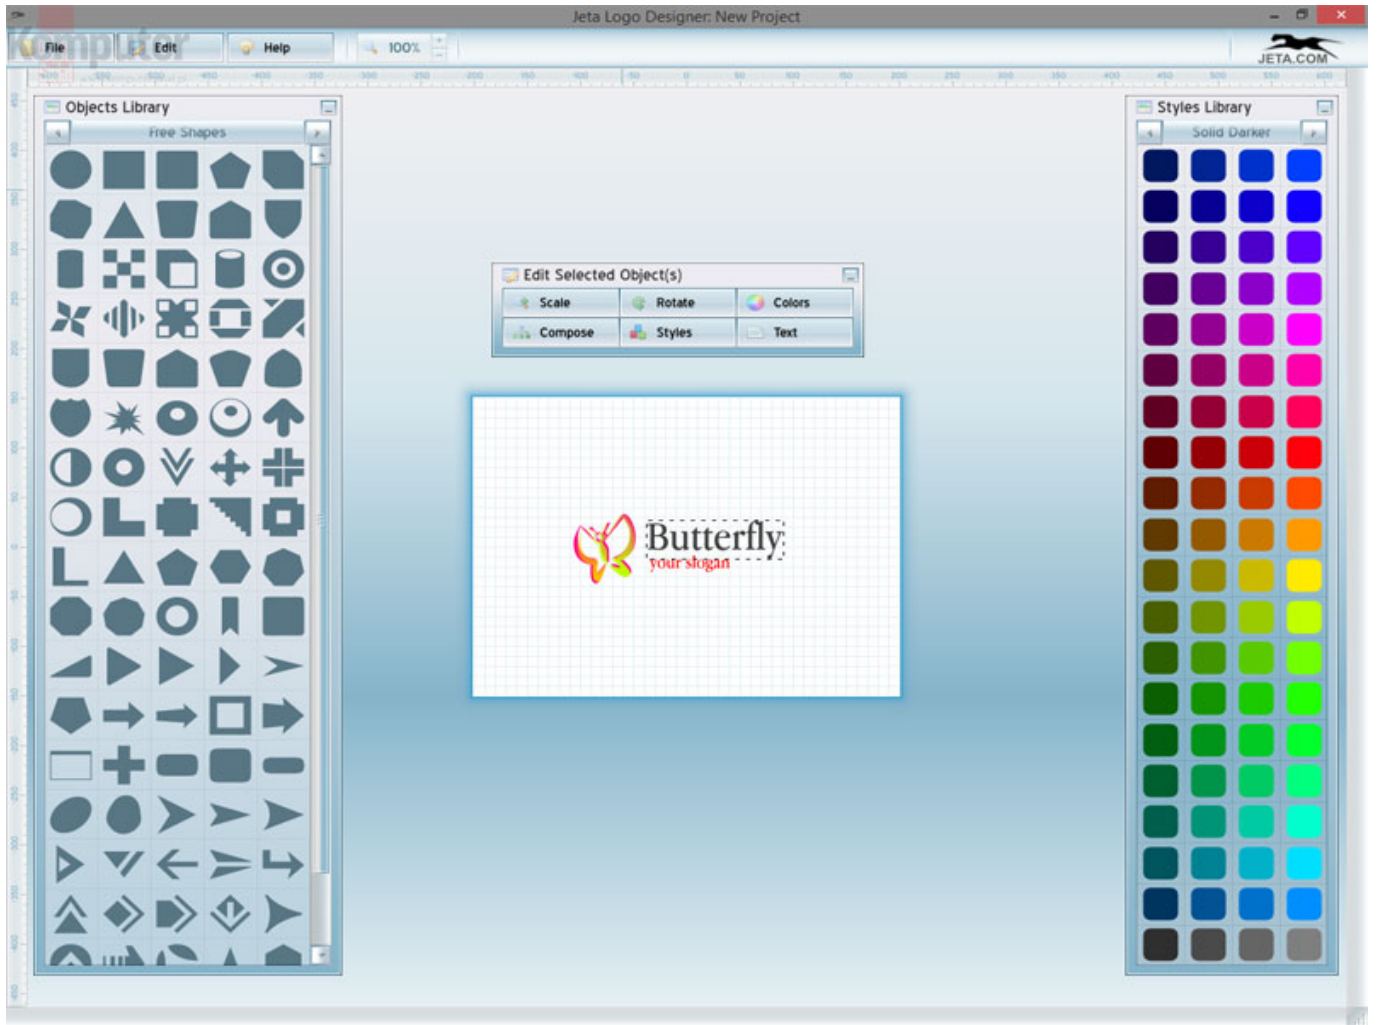 Jeta Logo Designer: New Project
Komputer
File
Edit
Help
100%
JETA.COM
Objects Library
Free Shapes
Styles Library
Solid Darker
Edit Selected Object(s)
Scale
Rotate
Colors
Compose
Styles
Text
Butterfly
your slogan